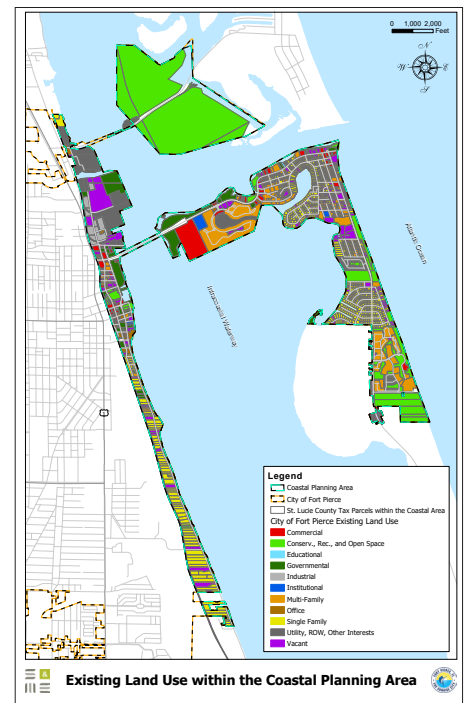 0 1,000 2,000
Feet
N
W E
S
Atlantic Ocean
Intracoastal Waterway
Legend
Coastal Planning Area
City of Fort Pierce
St. Lucie County Tax Parcels within the Coastal Area
City of Fort Pierce Existing Land Use
Commercial
Conserv., Rec., and Open Space
Educational
Governmental
Industrial
Institutional
Multi-Family
Office
Single Family
Utility, ROW, Other Interests
Vacant
Existing Land Use within the Coastal Planning Area